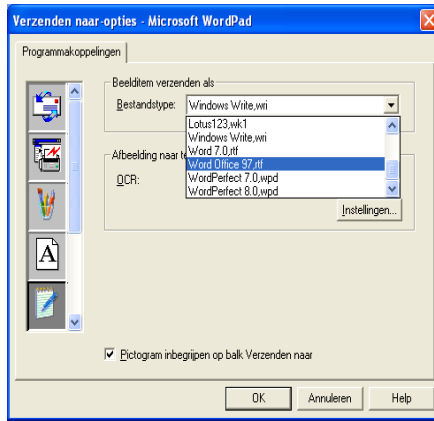 Verzenden naar-opties - Microsoft WordPad
Programmakoppelingen
Beelditem verzenden als
Bestandstype: Windows Write,wri
Lotus123,wk1
Windows Write,wri
Afbeelding naar te
Word 7.0,rtf
Word Office 97,rtf
OCR:
WordPerfect 7.0,wpd
WordPerfect 8.0,wpd
Instellingen...
A
Pictogram inbegrijpen op balk Verzenden naar
OK Annuleren Help